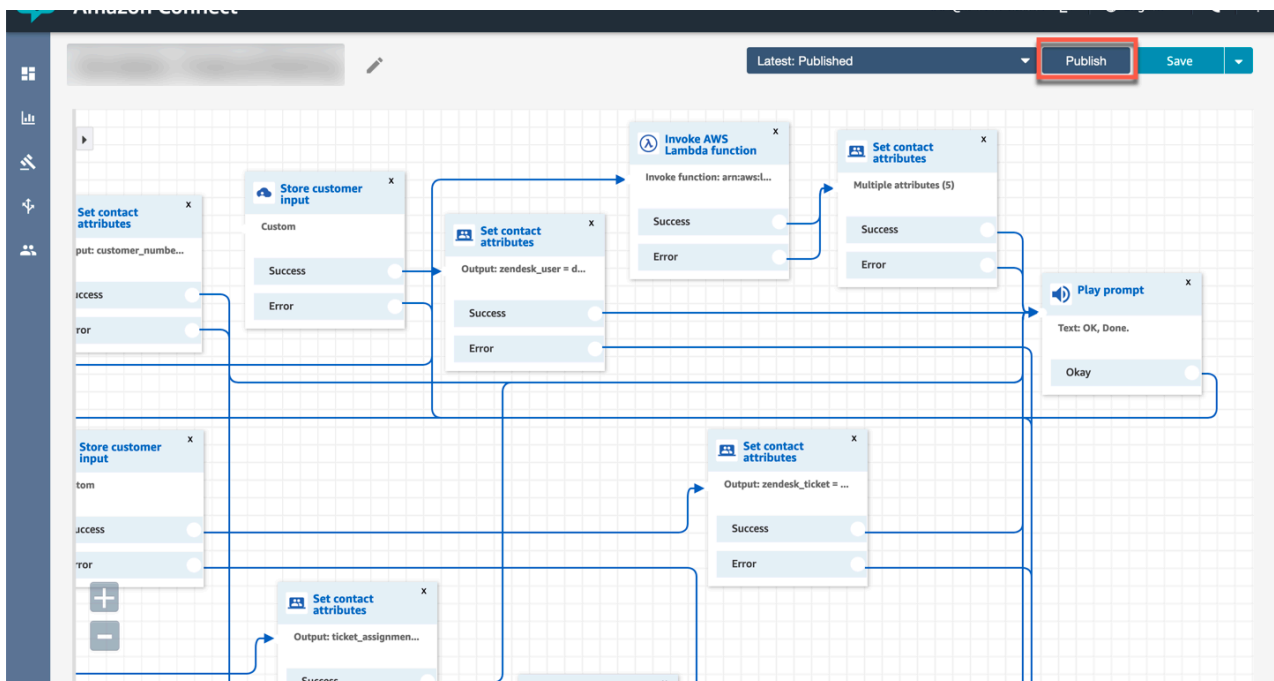 Amazon Connect
Latest: Published
Publish
Save
Invoke AWS
Lambda function
x
Invoke function: arn:aws:l...
Success
Error
Set contact
attributes
x
Multiple attributes (5)
Success
Error
Store customer
input
x
Custom
Success
Error
Set contact
attributes
x
put: customer_numbe...
uccess
ror
Set contact
attributes
x
Output: zendesk_user = d...
Success
Error
Play prompt
x
Text: OK, Done.
Okay
Store customer
input
x
tom
uccess
rror
Set contact
attributes
x
Output: zendesk_ticket = ...
Success
Error
Set contact
attributes
x
Output: ticket_assignmen...
Success